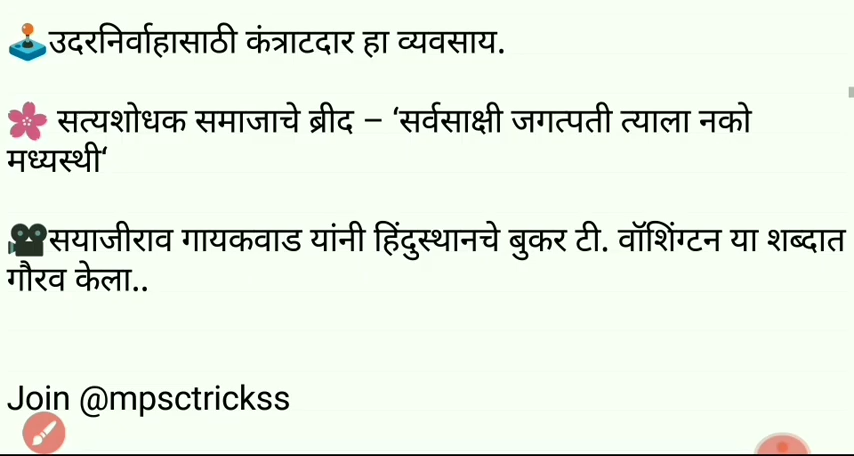 🕹️उदरनिर्वाहासाठी कंत्राटदार हा व्यवसाय.
🌸 सत्यशोधक समाजाचे ब्रीद – ‘सर्वसाक्षी जगत्पती त्याला नको
मध्यस्थी‘
🎥सयाजीराव गायकवाड यांनी हिंदुस्थानचे बुकर टी. वॉशिंग्टन या शब्दात
गौरव केला..
Join @mpsctrickss